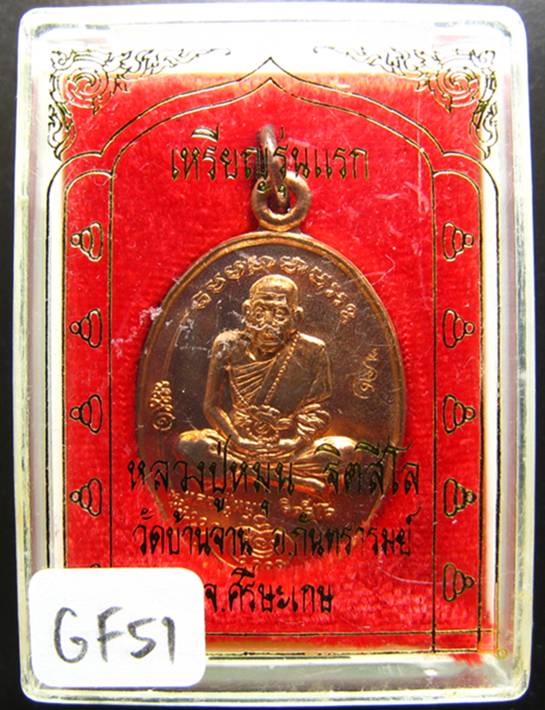 เหรียญรุ่นแรก
หลวงปู่หมุน ฐิตสีโล
วัดบ้านจาน อ.กันทรารมย์
จ.ศรีษะเกษ
GF51